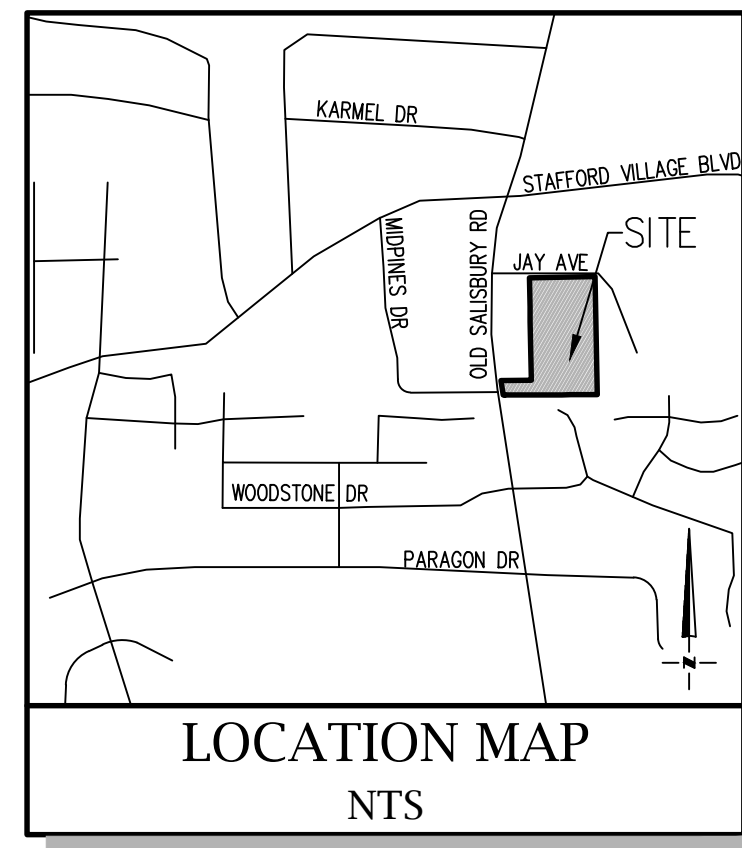 KARMEL DR
STAFFORD VILLAGE BLVD
MIDPINES DR
OLD SALISBURY RD
SITE
JAY AVE
WOODSTONE DR
PARAGON DR
N
LOCATION MAP
NTS